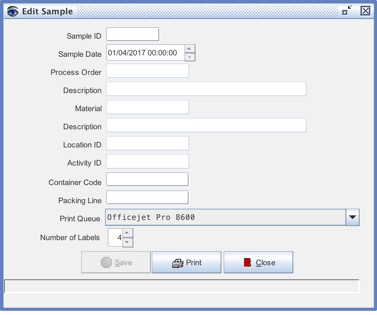 Edit Sample
Sample ID
Sample Date 01/04/2017 00:00:00
Process Order
Description
Material
Description
Location ID
Activity ID
Container Code
Packing Line
Print Queue Officejet Pro 8600
Number of Labels 4
Save Print Close